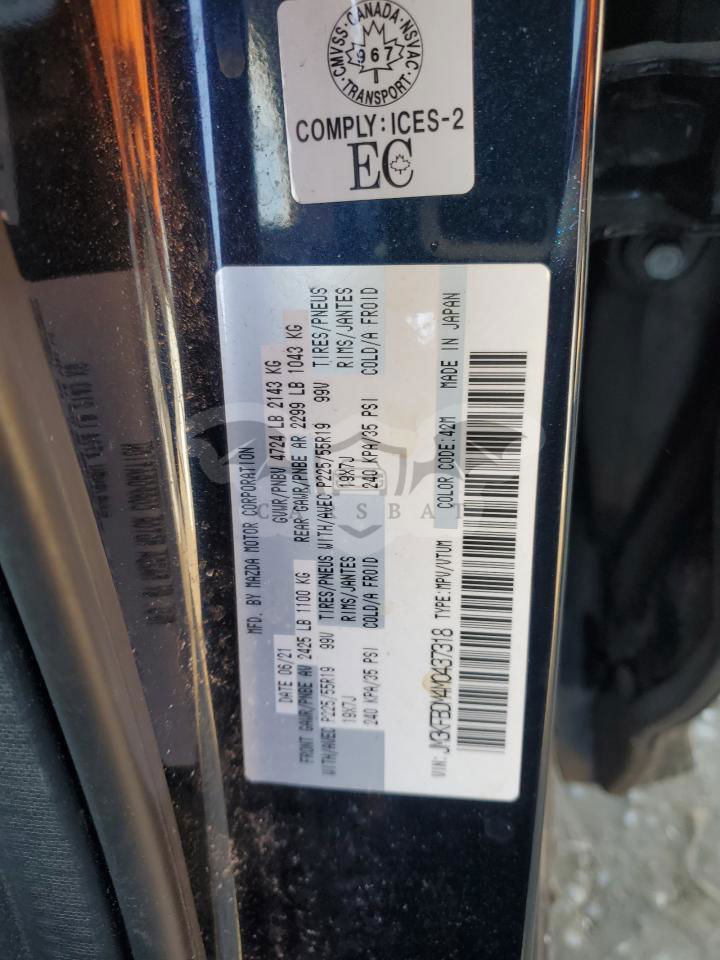 CMVSS · CANADA · NSVAC
967
· TRANSPORT ·
COMPLY:ICES-2
EC
MFD. BY MAZDA MOTOR CORPORATION
DATE 06/21 GVWR/PNBV 4724 LB 2143 KG
FRONT GAWR/PNBE AV 2425 LB 1100 KG REAR GAWR/PNBE AR 2299 LB 1043 KG
WITH/AVEC P225/55R19 99V TIRES/PNEUS WITH/AVEC P225/55R19 99V TIRES/PNEUS
19X7J RIMS/JANTES 19X7J RIMS/JANTES
240 KPA/35 PSI COLD/A FROID 240 KPA/35 PSI COLD/A FROID
VIN: JM3KFBDM4M0437318 TYPE:MPV/VTUM COLOR CODE:42M MADE IN JAPAN
CARSBAT